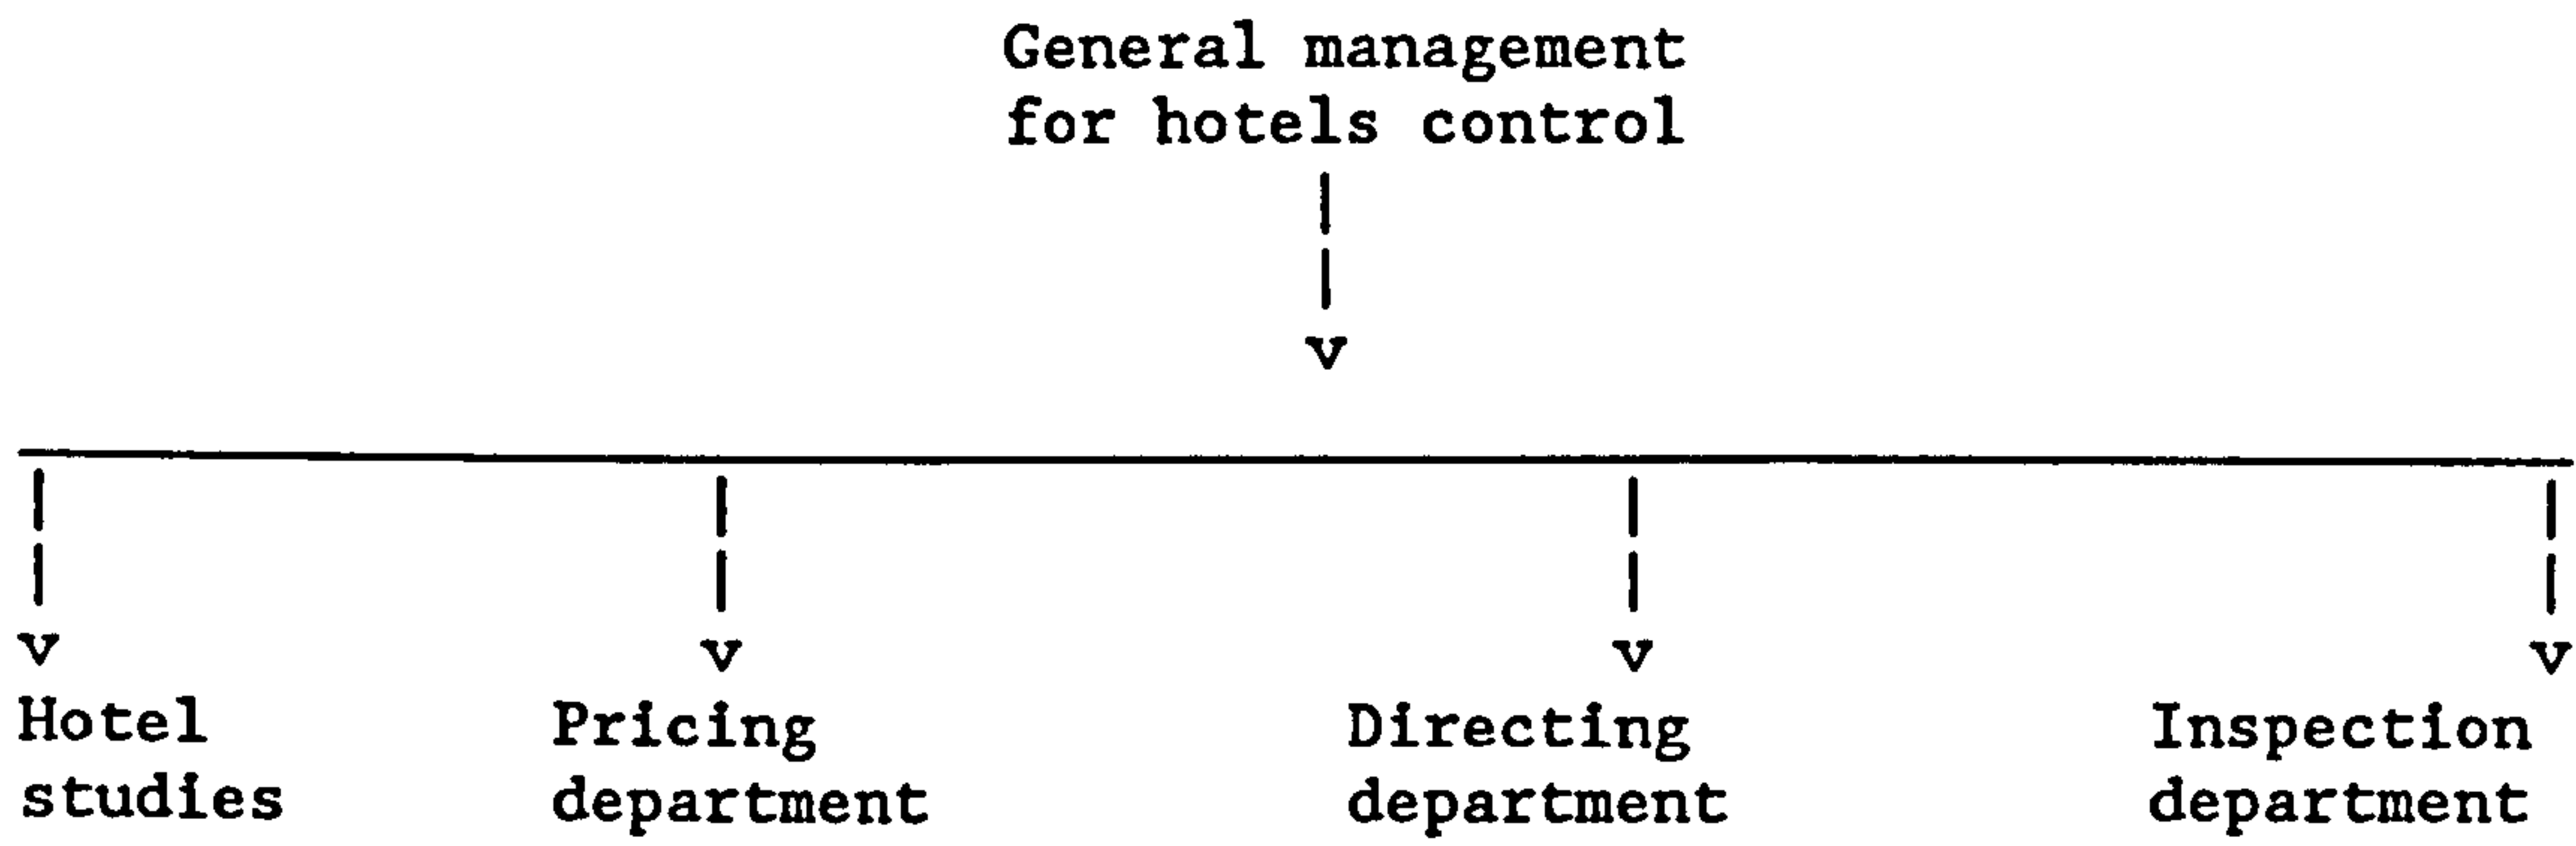 General management
for hotels control
Hotel
studies
Pricing
department
Directing
department
Inspection
department